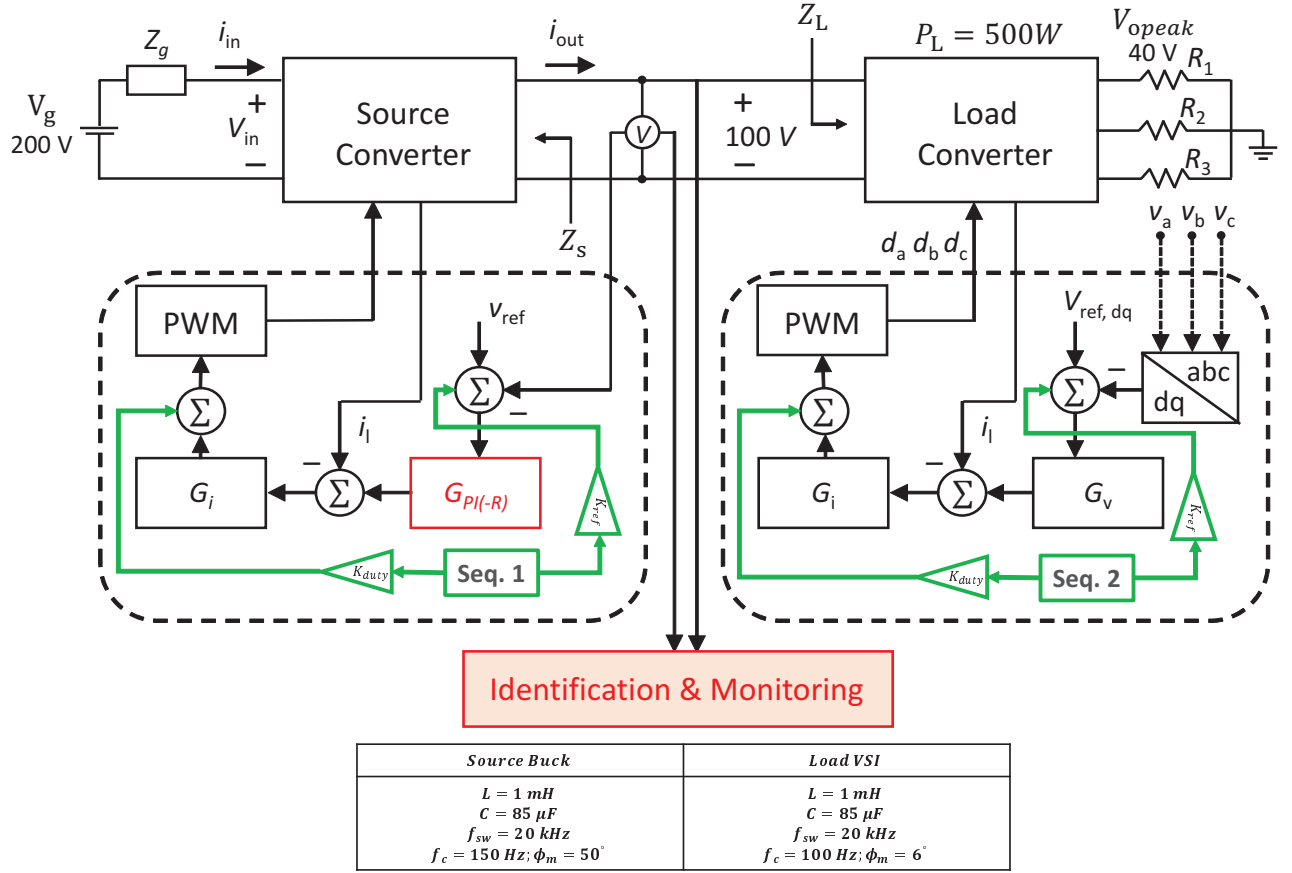 Z_g
i_in
i_out
Z_L
P_L = 500W
V_opeak
40 V
R_1
V_g
200 V
+
V_in
−
Source
Converter
V
+
100 V
−
Load
Converter
R_2
R_3
Z_s
d_a d_b d_c
v_a v_b v_c
PWM
v_ref
Σ
Σ
−
i_l
−
Σ
G_i
G_PI(-R)
K_ref
K_duty
Seq. 1
PWM
V_ref, dq
abc
dq
Σ
Σ
−
i_l
−
Σ
G_i
G_v
K_ref
K_duty
Seq. 2
Identification & Monitoring
Source Buck
L = 1 mH
C = 85 μF
f_sw = 20 kHz
f_c = 150 Hz; ϕ_m = 50°
Load VSI
L = 1 mH
C = 85 μF
f_sw = 20 kHz
f_c = 100 Hz; ϕ_m = 6°